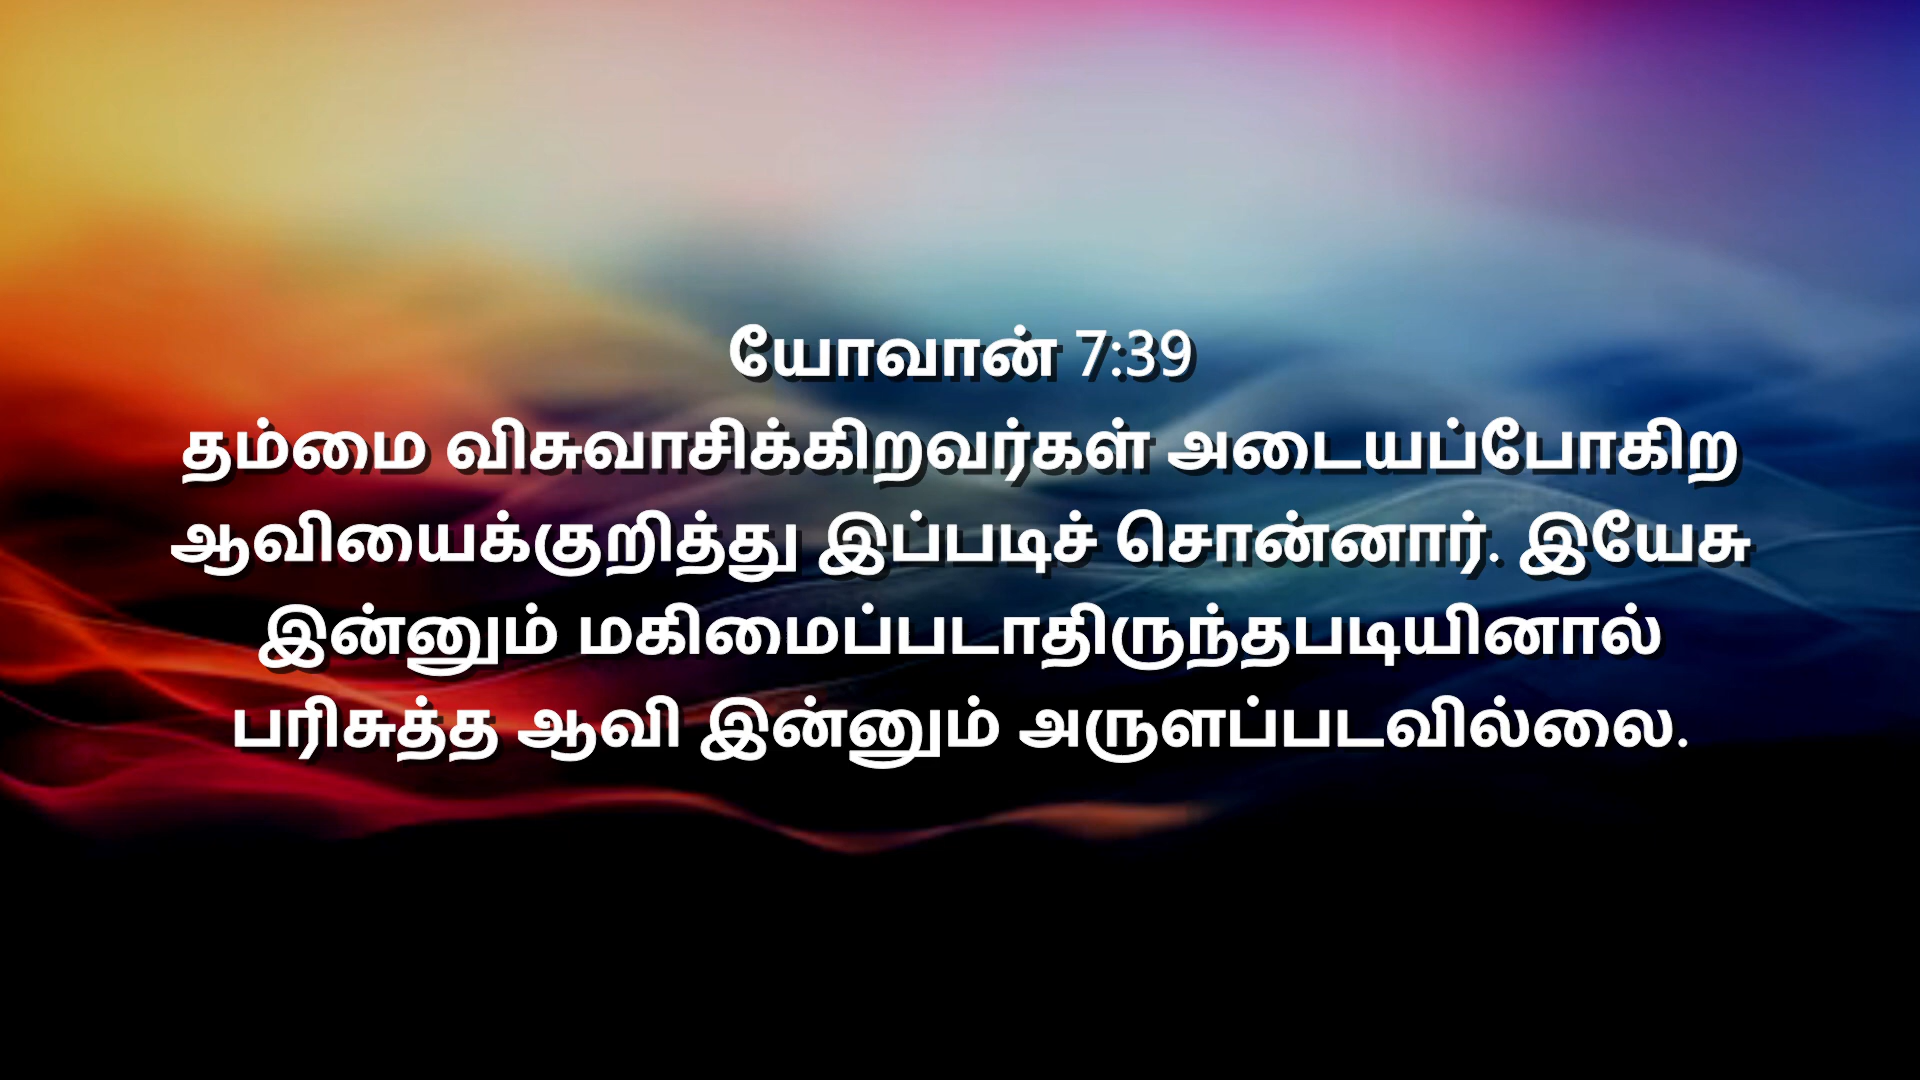 யோவான் 7:39
தம்மை விசுவாசிக்கிறவர்கள் அடையப்போகிற
ஆவியைக்குறித்து இப்படிச் சொன்னார். இயேசு
இன்னும் மகிமைப்படாதிருந்தபடியினால்
பரிசுத்த ஆவி இன்னும் அருளப்படவில்லை.